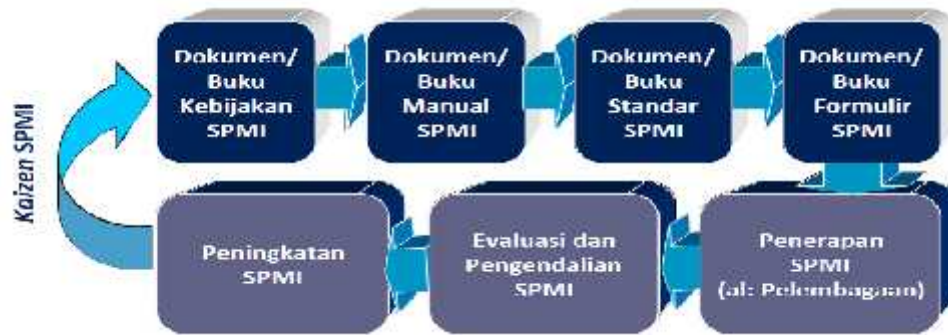 Dokumen/
Buku
Kebijakan
SPMI
Dokumen/
Buku
Manual
SPMI
Dokumen/
Buku
Standar
SPMI
Dokumen/
Buku
Formulir
SPMI
Kaizen SPMI
Penerapan
SPMI
(al: Pelembagaan)
Evaluasi dan
Pengendalian
SPMI
Peningkatan
SPMI